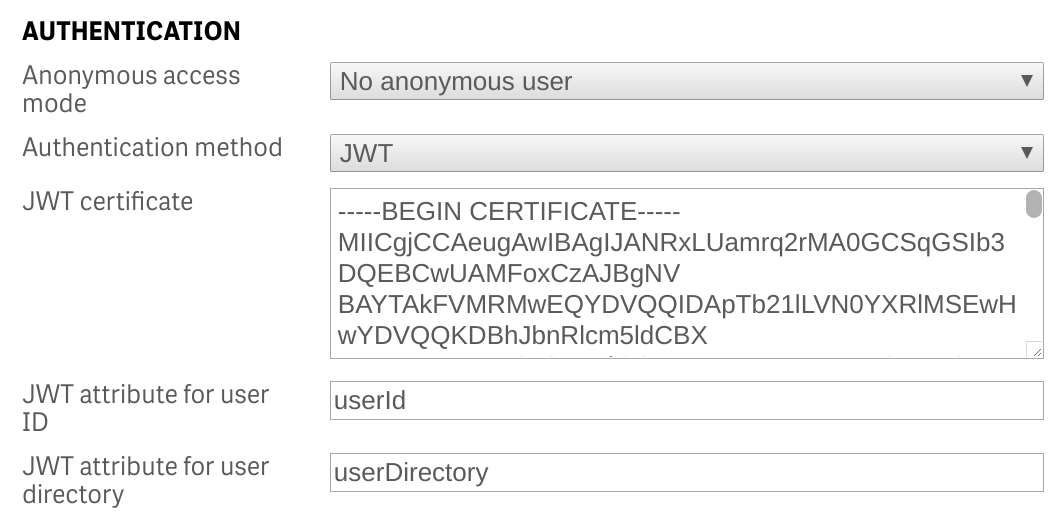 AUTHENTICATION
Anonymous access
mode
No anonymous user
Authentication method
JWT
JWT certificate
-----BEGIN CERTIFICATE-----
MIICgjCCAeugAwIBAgIJANRxLUamrq2rMA0GCSqGSIb3
DQEBCwUAMFoxCzAJBgNV
BAYTAkFVMRMwEQYDVQQIDApTb21lLVN0YXRlMSEwH
wYDVQQKDBhJbnRlcm5ldCBX
JWT attribute for user
ID
userId
JWT attribute for user
directory
userDirectory